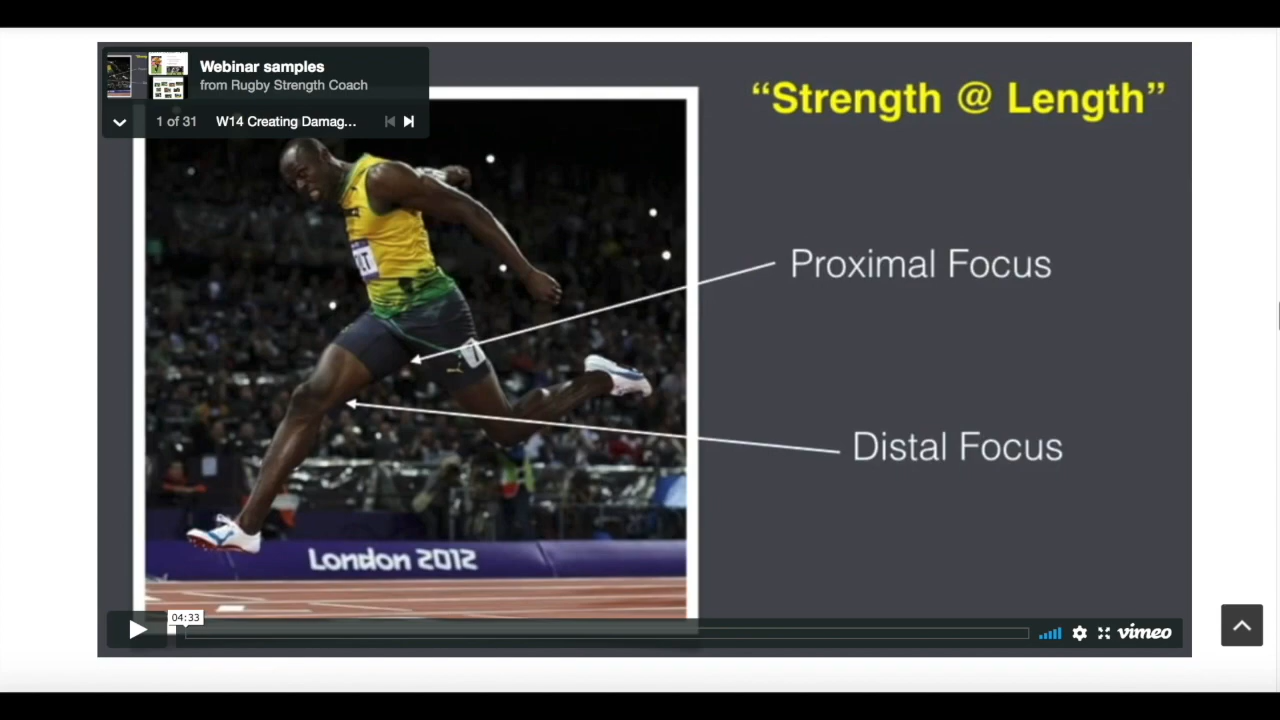 Webinar samples
from Rugby Strength Coach
1 of 31
W14 Creating Damag...
“Strength @ Length”
Proximal Focus
Distal Focus
London 2012
04:33
vimeo